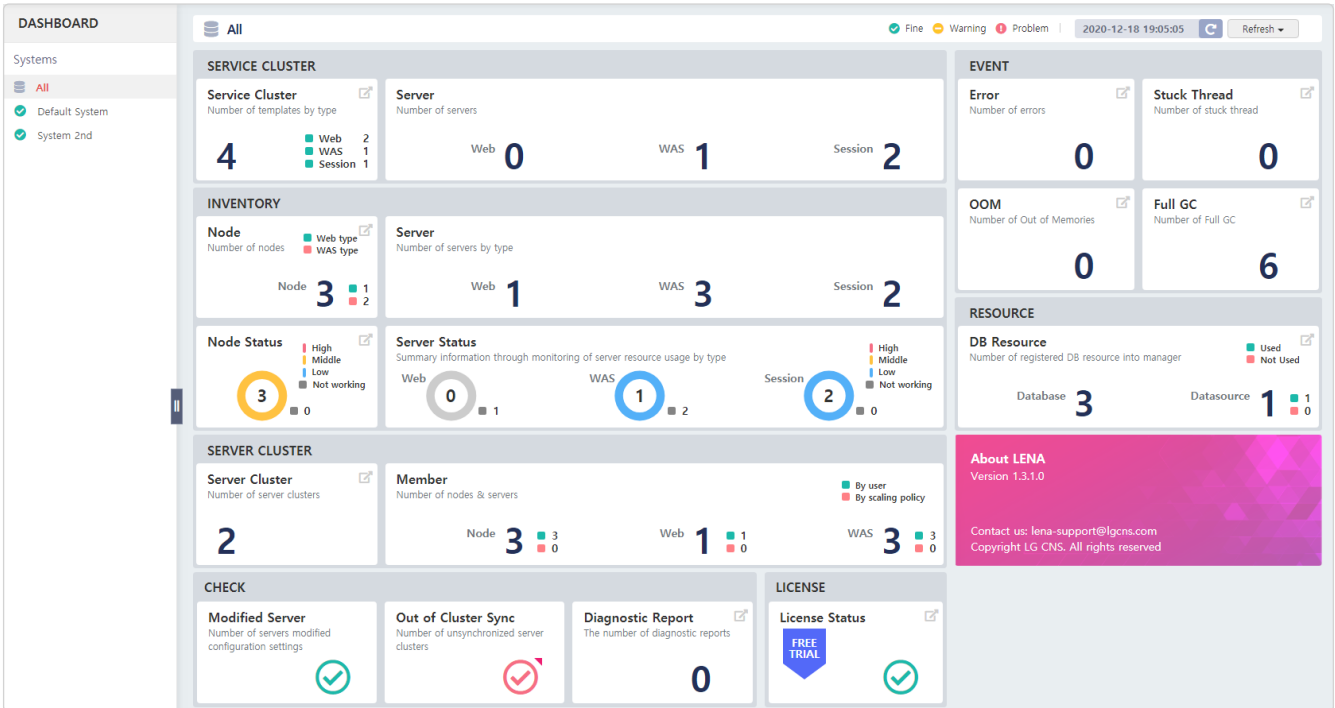 DASHBOARD
Systems
All
Default System
System 2nd
All
Fine Warning Problem 2020-12-18 19:05:05 Refresh
SERVICE CLUSTER
Service Cluster
Number of templates by type
4
Web 2
WAS 1
Session 1
Server
Number of servers
Web 0 WAS 1 Session 2
INVENTORY
Node
Number of nodes
Web type
WAS type
Node 3 1
2
Server
Number of servers by type
Web 1 WAS 3 Session 2
Node Status
High
Middle
Low
Not working
3 0
Server Status
Summary information through monitoring of server resource usage by type
High
Middle
Low
Not working
Web 0 1
WAS 1 2
Session 2 0
SERVER CLUSTER
Server Cluster
Number of server clusters
2
Member
Number of nodes & servers
By user
By scaling policy
Node 3 3
0
Web 1 1
0
WAS 3 3
0
CHECK
Modified Server
Number of servers modified
configuration settings
Out of Cluster Sync
Number of unsynchronized server
clusters
Diagnostic Report
The number of diagnostic reports
0
LICENSE
License Status
FREE
TRIAL
EVENT
Error
Number of errors
0
Stuck Thread
Number of stuck thread
0
OOM
Number of Out of Memories
0
Full GC
Number of Full GC
6
RESOURCE
DB Resource
Number of registered DB resource into manager
Used
Not Used
Database 3
Datasource 1 1
0
About LENA
Version 1.3.1.0
Contact us: lena-support@lgcns.com
Copyright LG CNS. All rights reserved